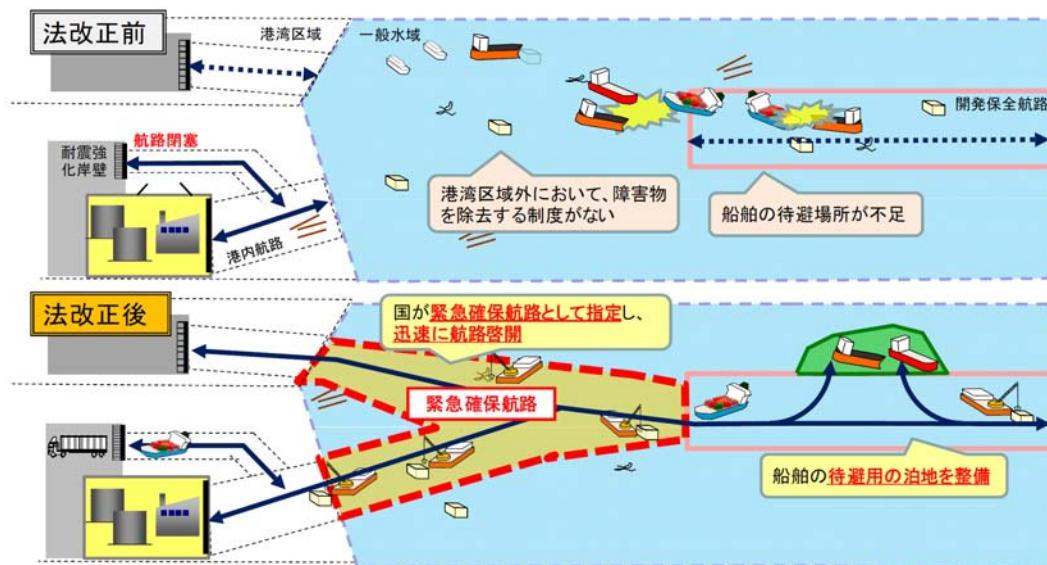 法改正前
港湾区域
一般水域
開発保全航路
航路閉塞
耐震強
化岸壁
港湾区域外において、障害物
を除去する制度がない
船舶の待避場所が不足
港内航路
法改正後
国が緊急確保航路として指定し、
迅速に航路啓開
緊急確保航路
船舶の待避用の泊地を整備